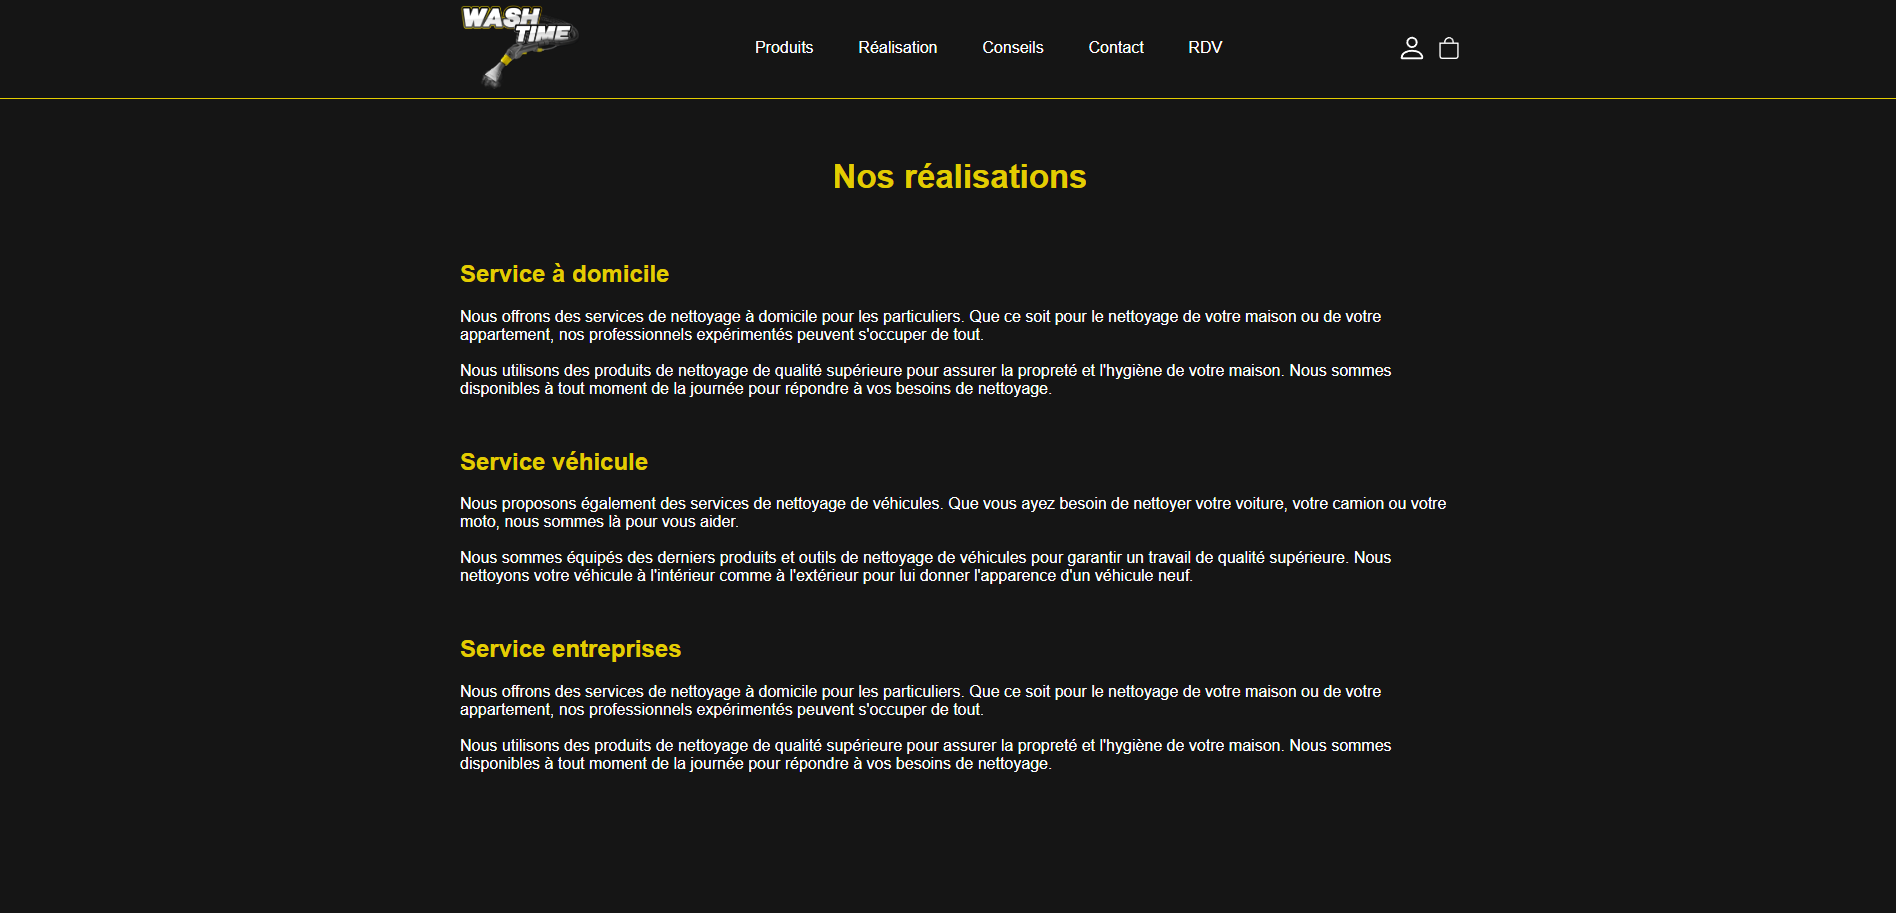 WASH
TIME
Produits
Réalisation
Conseils
Contact
RDV
Nos réalisations
Service à domicile
Nous offrons des services de nettoyage à domicile pour les particuliers. Que ce soit pour le nettoyage de votre maison ou de votre
appartement, nos professionnels expérimentés peuvent s'occuper de tout.
Nous utilisons des produits de nettoyage de qualité supérieure pour assurer la propreté et l'hygiène de votre maison. Nous sommes
disponibles à tout moment de la journée pour répondre à vos besoins de nettoyage.
Service véhicule
Nous proposons également des services de nettoyage de véhicules. Que vous ayez besoin de nettoyer votre voiture, votre camion ou votre
moto, nous sommes là pour vous aider.
Nous sommes équipés des derniers produits et outils de nettoyage de véhicules pour garantir un travail de qualité supérieure. Nous
nettoyons votre véhicule à l'intérieur comme à l'extérieur pour lui donner l'apparence d'un véhicule neuf.
Service entreprises
Nous offrons des services de nettoyage à domicile pour les particuliers. Que ce soit pour le nettoyage de votre maison ou de votre
appartement, nos professionnels expérimentés peuvent s'occuper de tout.
Nous utilisons des produits de nettoyage de qualité supérieure pour assurer la propreté et l'hygiène de votre maison. Nous sommes
disponibles à tout moment de la journée pour répondre à vos besoins de nettoyage.